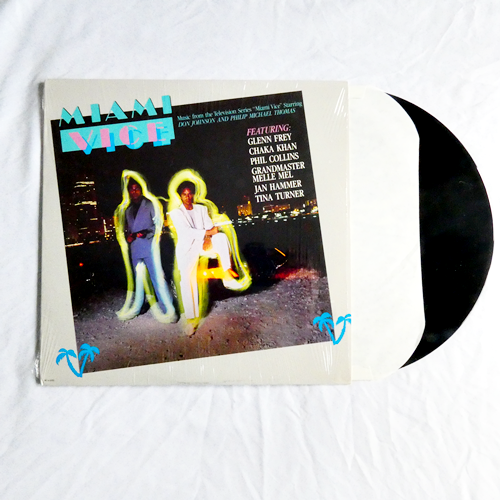 MIAMI
VICE
Music from the Television Series "Miami Vice" Starring
DON JOHNSON AND PHILIP MICHAEL THOMAS
FEATURING:
GLENN FREY
CHAKA KHAN
PHIL COLLINS
GRANDMASTER
MELLE MEL
JAN HAMMER
TINA TURNER